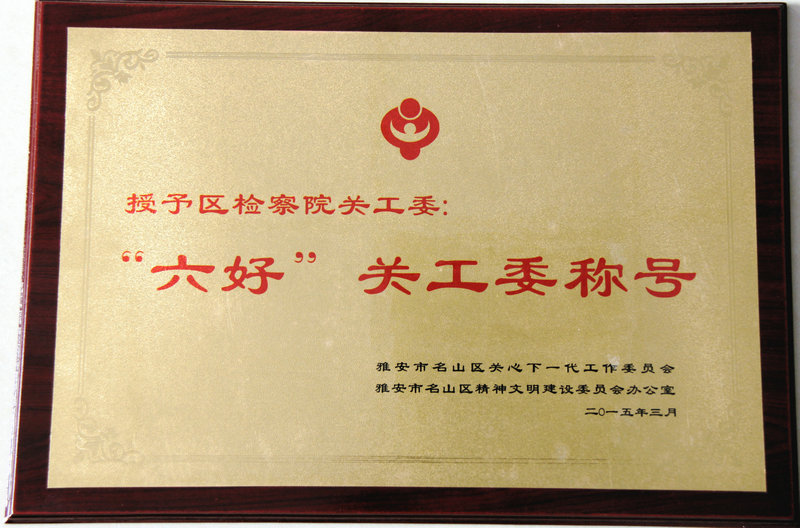 授予区检察院关工委：
“六好” 关工委称号
雅安市名山区关心下一代工作委员会
雅安市名山区精神文明建设委员会办公室
二〇一五年三月